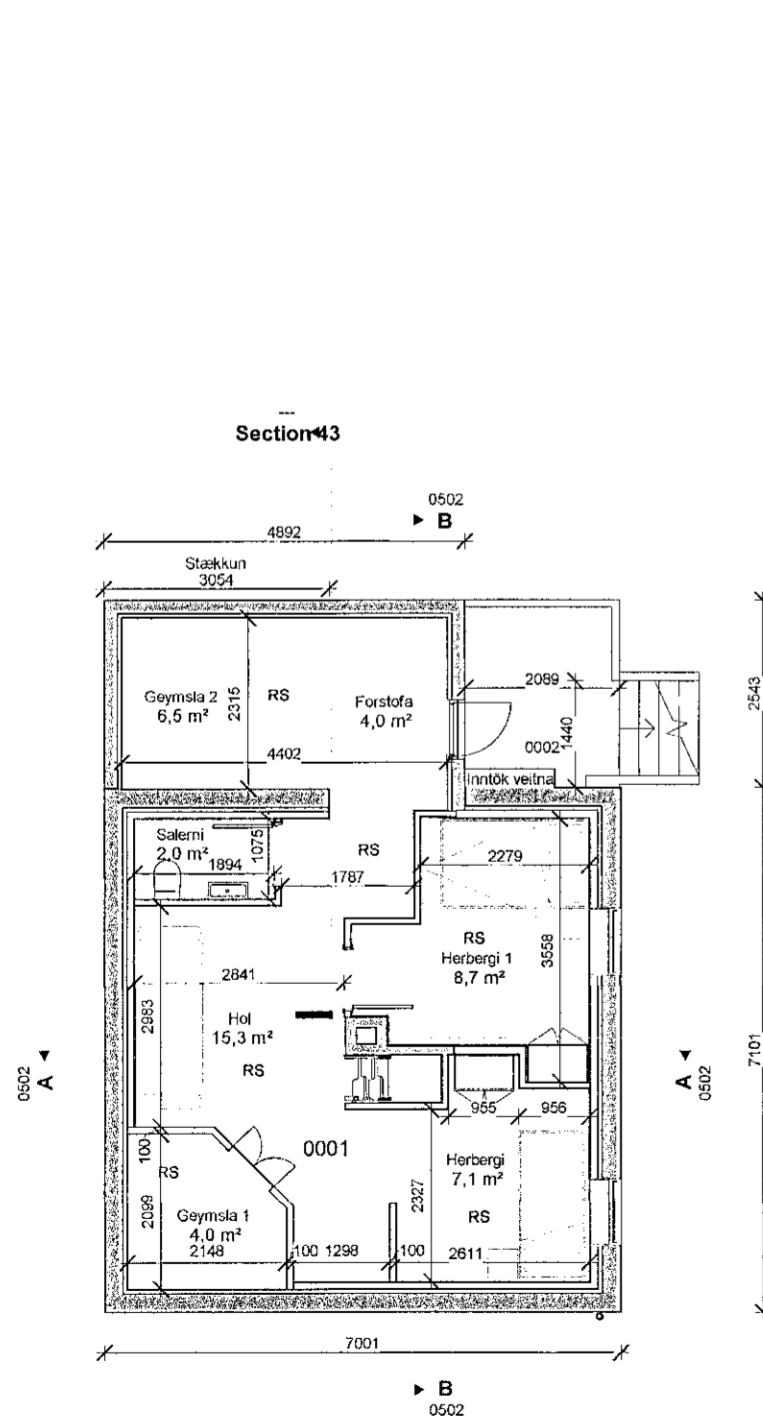 ---
Section 43
0502
B
4892
Stækkun
3054
2543
Geymsla 2
6,5 m²
2315
RS
Forstofa
4,0 m²
2089
1440
0002
4402
Inntök veitna
Salerni
2,0 m²
1075
1894
RS
1787
2279
RS
Herbergi 1
8,7 m²
3558
2841
2983
Hol
15,3 m²
RS
7101
0502
A
A
0502
955
956
100
0001
RS
Herbergi
7,1 m²
2327
RS
2099
Geymsla 1
4,0 m²
2148
100
1298
100
2611
7001
B
0502